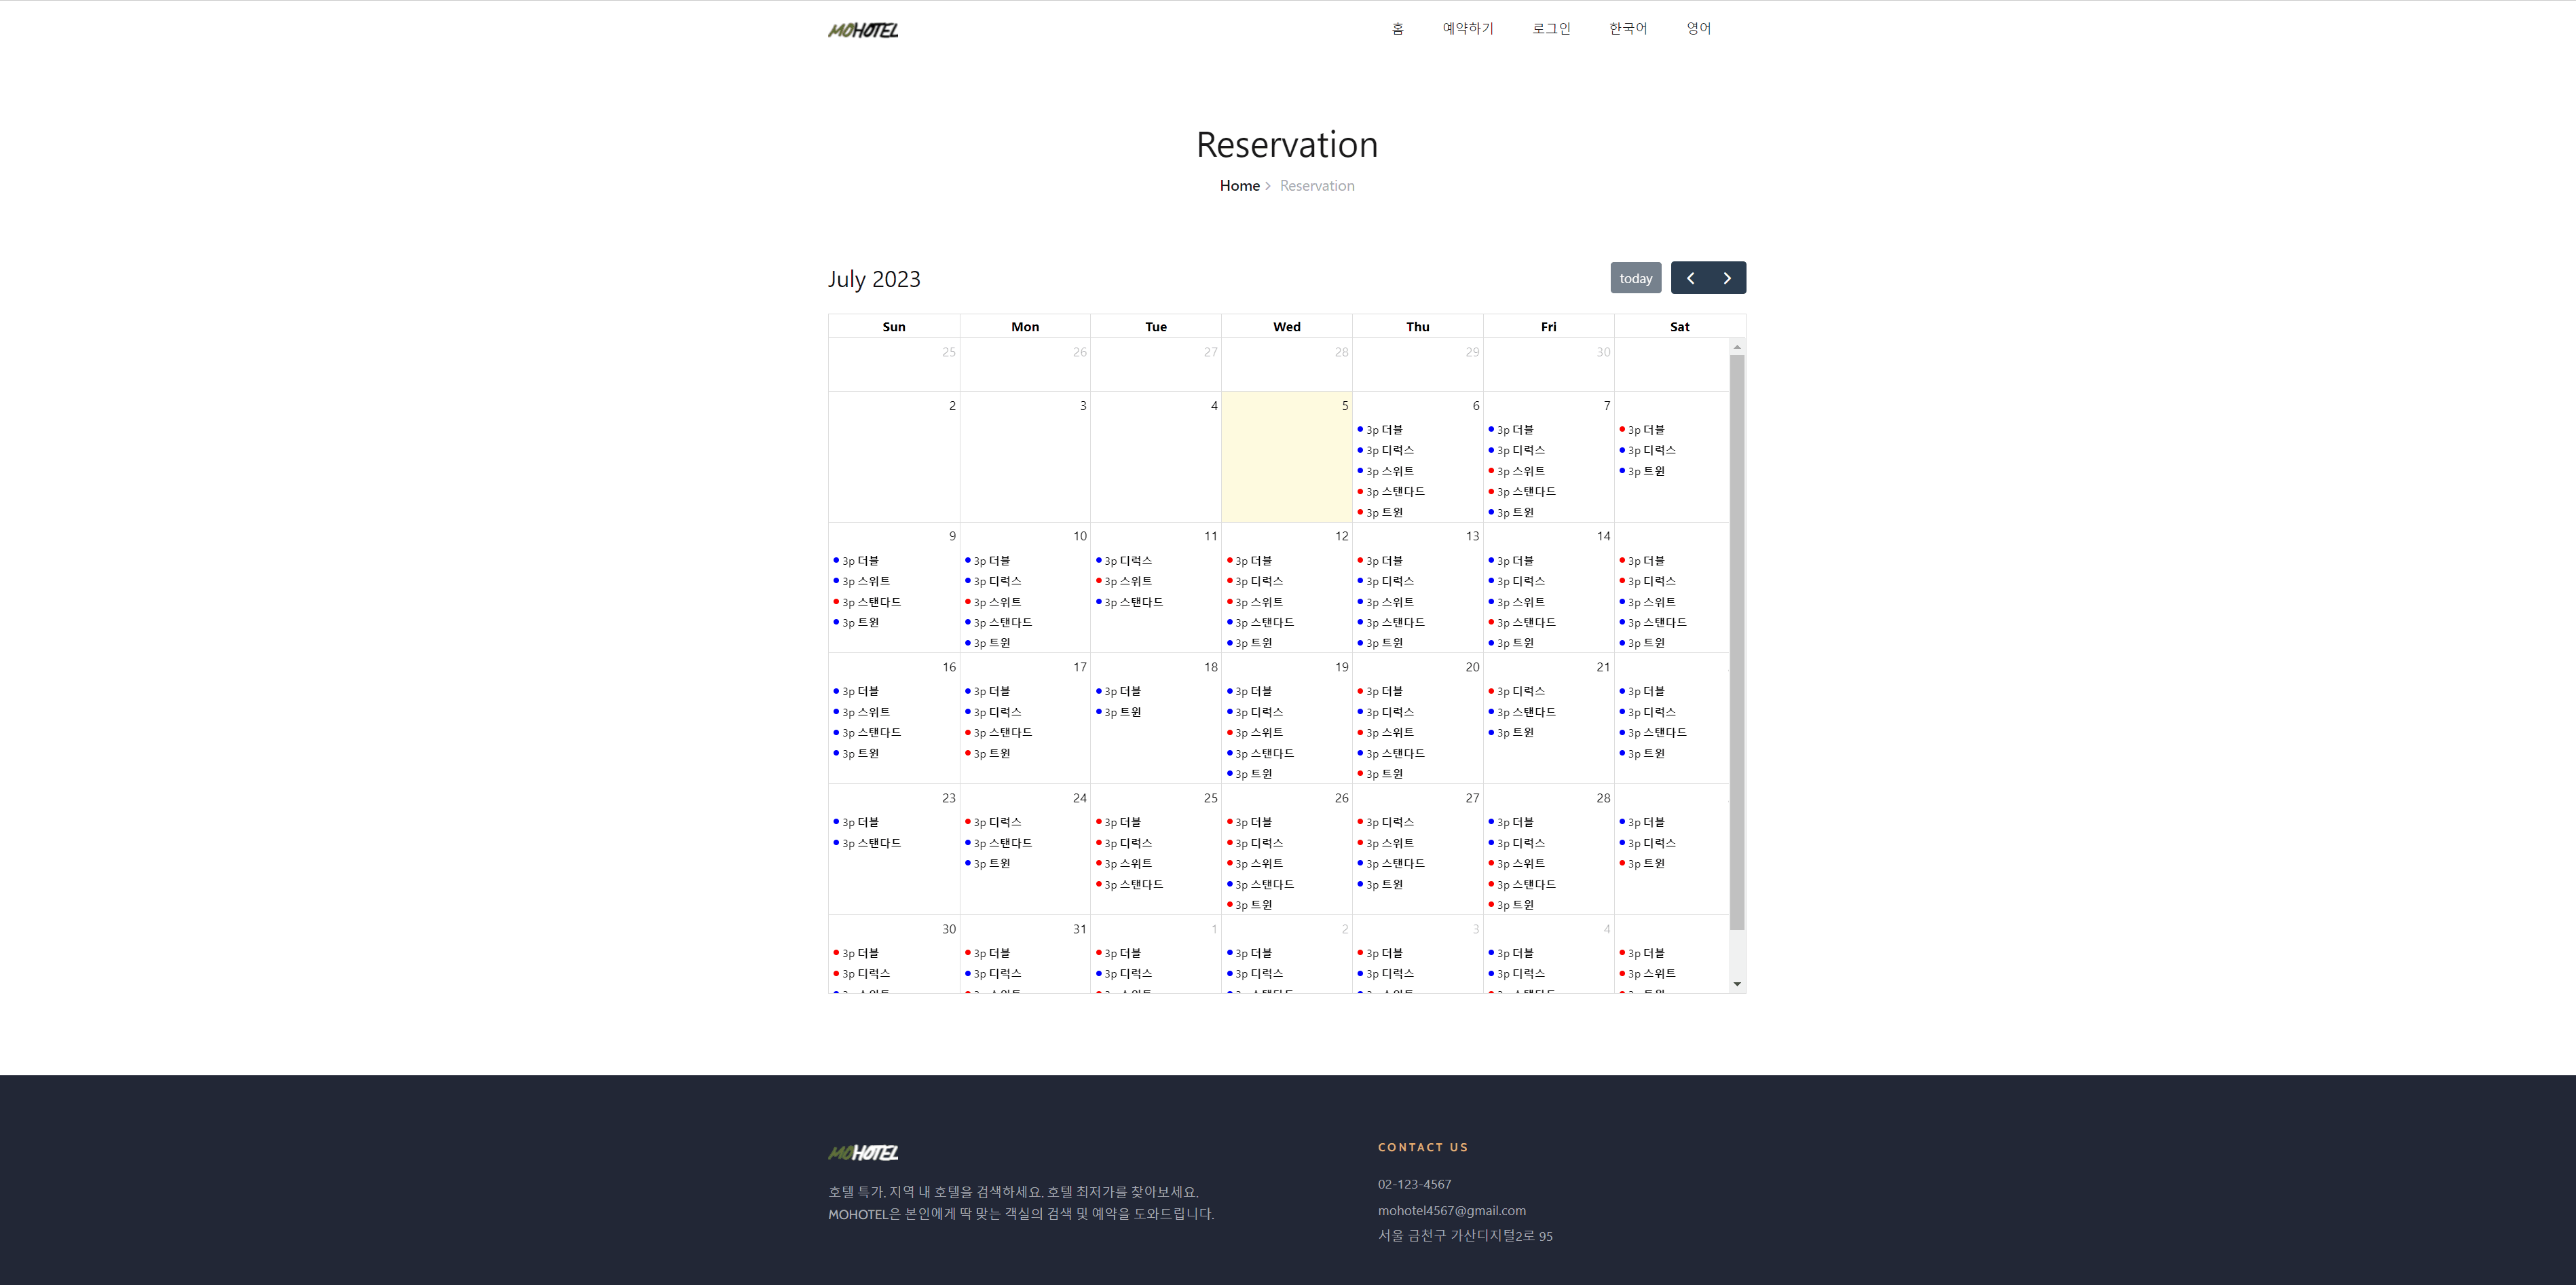 MOHOTEL 홈 예약하기 로그인 한국어 영어
Reservation
Home > Reservation
July 2023 today < >
Sun Mon Tue Wed Thu Fri Sat
25 26 27 28 29 30
2 3 4 5 6 7
3p 더블 3p 더블 3p 더블
3p 디럭스 3p 디럭스 3p 디럭스
3p 스위트 3p 스위트 3p 트윈
3p 스탠다드 3p 스탠다드
3p 트윈 3p 트윈
9 10 11 12 13 14
3p 더블 3p 더블 3p 디럭스 3p 더블 3p 더블 3p 더블 3p 더블
3p 스위트 3p 디럭스 3p 스위트 3p 디럭스 3p 디럭스 3p 디럭스 3p 디럭스
3p 스탠다드 3p 스위트 3p 스탠다드 3p 스위트 3p 스위트 3p 스위트 3p 스위트
3p 트윈 3p 스탠다드 3p 스탠다드 3p 스탠다드 3p 스탠다드 3p 스탠다드
3p 트윈 3p 트윈 3p 트윈 3p 트윈 3p 트윈
16 17 18 19 20 21
3p 더블 3p 더블 3p 더블 3p 더블 3p 더블 3p 디럭스 3p 더블
3p 스위트 3p 디럭스 3p 트윈 3p 디럭스 3p 디럭스 3p 스탠다드 3p 디럭스
3p 스탠다드 3p 스탠다드 3p 스위트 3p 스위트 3p 트윈 3p 스탠다드
3p 트윈 3p 트윈 3p 스탠다드 3p 스탠다드 3p 트윈
3p 트윈 3p 트윈
23 24 25 26 27 28
3p 더블 3p 디럭스 3p 더블 3p 더블 3p 디럭스 3p 더블 3p 더블
3p 스탠다드 3p 스탠다드 3p 디럭스 3p 디럭스 3p 스위트 3p 디럭스 3p 디럭스
3p 트윈 3p 스위트 3p 스위트 3p 스탠다드 3p 스위트 3p 트윈
3p 스탠다드 3p 스탠다드 3p 트윈 3p 스탠다드
3p 트윈 3p 트윈
30 31 1 2 3 4
3p 더블 3p 더블 3p 더블 3p 더블 3p 더블 3p 더블 3p 더블
3p 디럭스 3p 디럭스 3p 디럭스 3p 디럭스 3p 디럭스 3p 디럭스 3p 스위트
MOHOTEL
호텔 특가. 지역 내 호텔을 검색하세요. 호텔 최저가를 찾아보세요.
MOHOTEL은 본인에게 딱 맞는 객실의 검색 및 예약을 도와드립니다.
CONTACT US
02-123-4567
mohotel4567@gmail.com
서울 금천구 가산디지털2로 95